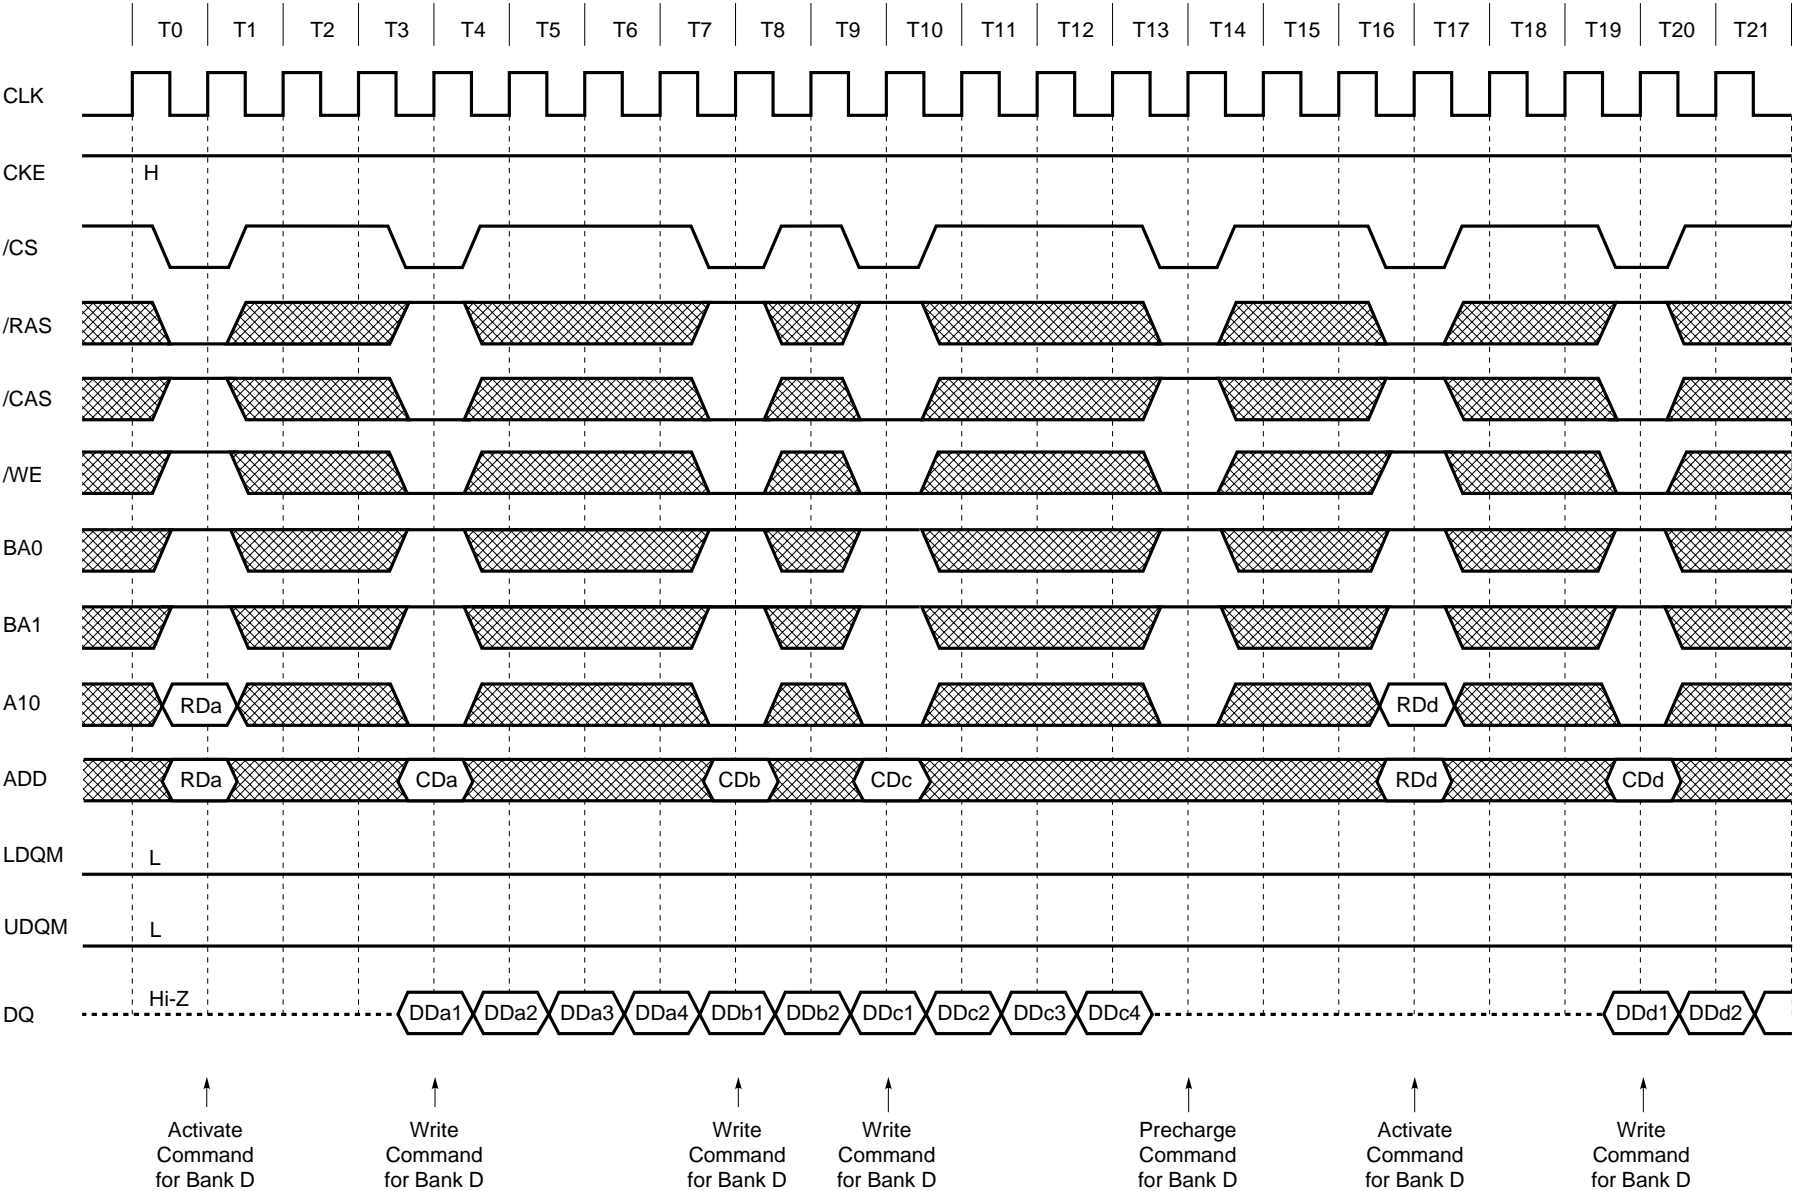 T0 T1 T2 T3 T4 T5 T6 T7 T8 T9 T10 T11 T12 T13 T14 T15 T16 T17 T18 T19 T20 T21
CLK
CKE H
/CS
/RAS
/CAS
/WE
BA0
BA1
A10 RDa RDd
ADD RDa CDa CDb CDc RDd CDd
LDQM L
UDQM L
DQ Hi-Z DDa1 DDa2 DDa3 DDa4 DDb1 DDb2 DDc1 DDc2 DDc3 DDc4 DDd1 DDd2
Activate Command for Bank D
Write Command for Bank D
Write Command for Bank D
Write Command for Bank D
Precharge Command for Bank D
Activate Command for Bank D
Write Command for Bank D